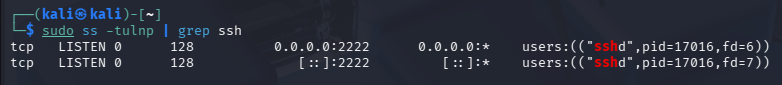 ┌──(kali㉿kali)-[~]
└─$ sudo ss -tulnp | grep ssh
tcp   LISTEN 0      128          0.0.0.0:2222      0.0.0.0:*    users:(("sshd",pid=17016,fd=6))
tcp   LISTEN 0      128             [::]:2222         [::]:*    users:(("sshd",pid=17016,fd=7))